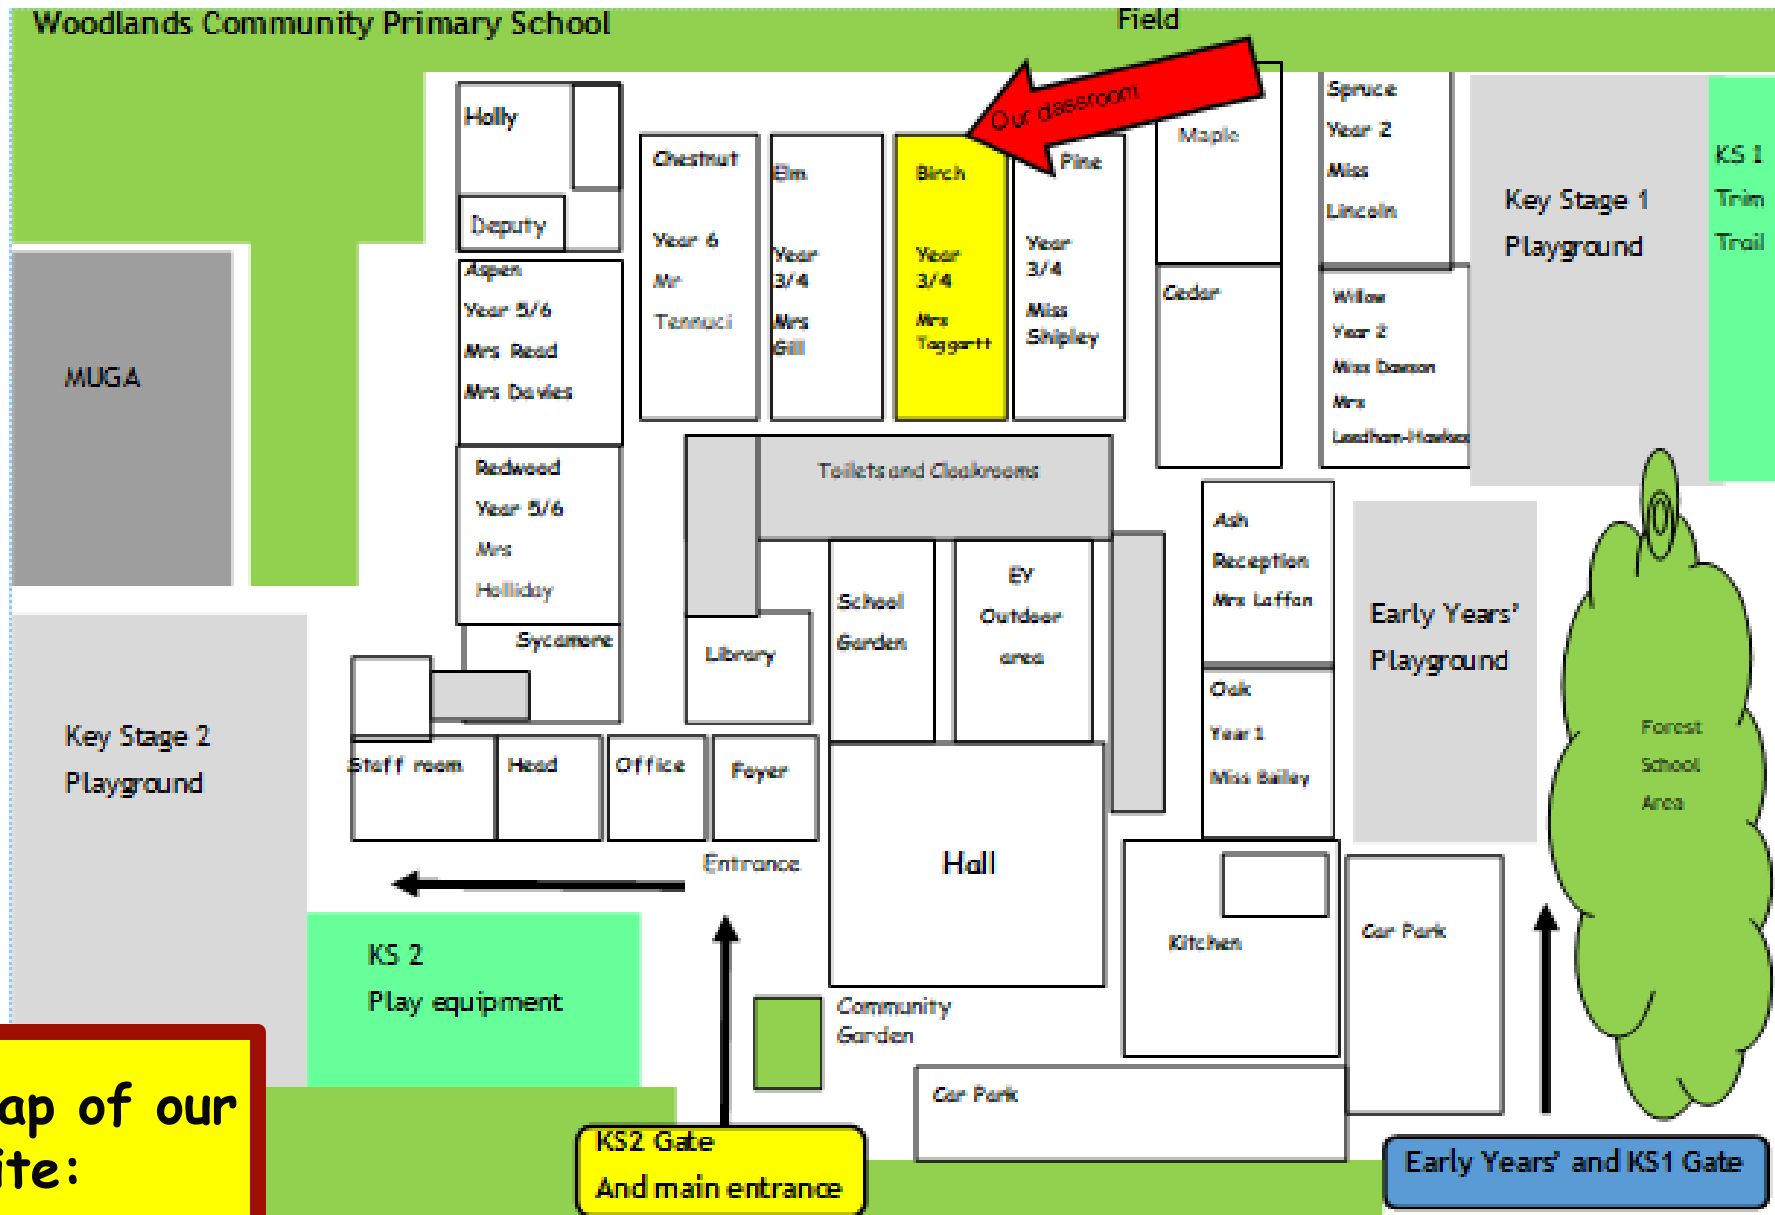 Woodlands Community Primary School
Field
Our classroom
Holly
Deputy
Chestnut
Year 6
Mr
Tennuci
Elm
Year
3/4
Mrs
Gill
Birch
Year
3/4
Mrs
Taggartt
Pine
Year
3/4
Miss
Shipley
Maple
Cedar
Spruce
Year 2
Miss
Lincoln
Willow
Year 2
Miss Dawson
Mrs
Leedham-Hawkes
Key Stage 1
Playground
KS 1
Trim
Trail
MUGA
Aspen
Year 5/6
Mrs Read
Mrs Davies
Redwood
Year 5/6
Mrs
Holliday
Sycamore
Toilets and Cloakrooms
Library
School
Garden
EY
Outdoor
area
Ash
Reception
Mrs Laffan
Oak
Year 1
Miss Bailey
Early Years'
Playground
Forest
School
Area
Key Stage 2
Playground
Staff room
Head
Office
Foyer
Entrance
Hall
Kitchen
Car Park
KS 2
Play equipment
Community
Garden
Car Park
ap of our
ite:
KS2 Gate
And main entrance
Early Years' and KS1 Gate